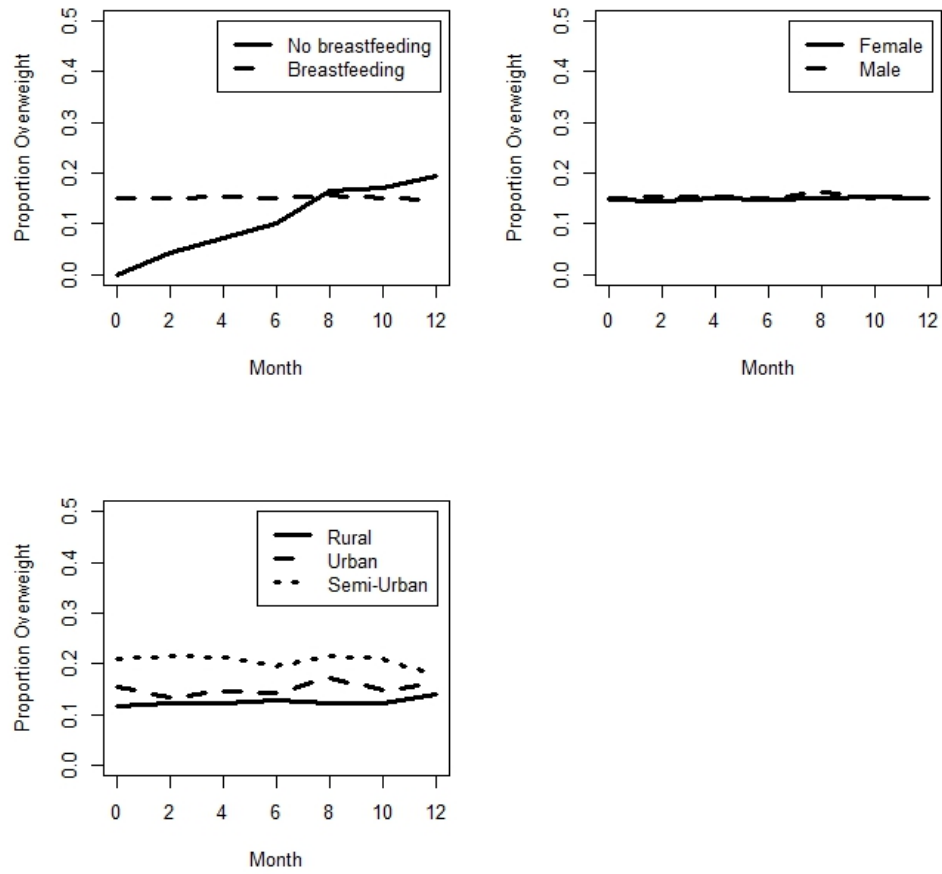 Proportion Overweight
0.5
0.4
0.3
0.2
0.1
0.0
No breastfeeding
Breastfeeding
0 2 4 6 8 10 12
Month
Proportion Overweight
0.5
0.4
0.3
0.2
0.1
0.0
Female
Male
0 2 4 6 8 10 12
Month
Proportion Overweight
0.5
0.4
0.3
0.2
0.1
0.0
Rural
Urban
Semi-Urban
0 2 4 6 8 10 12
Month